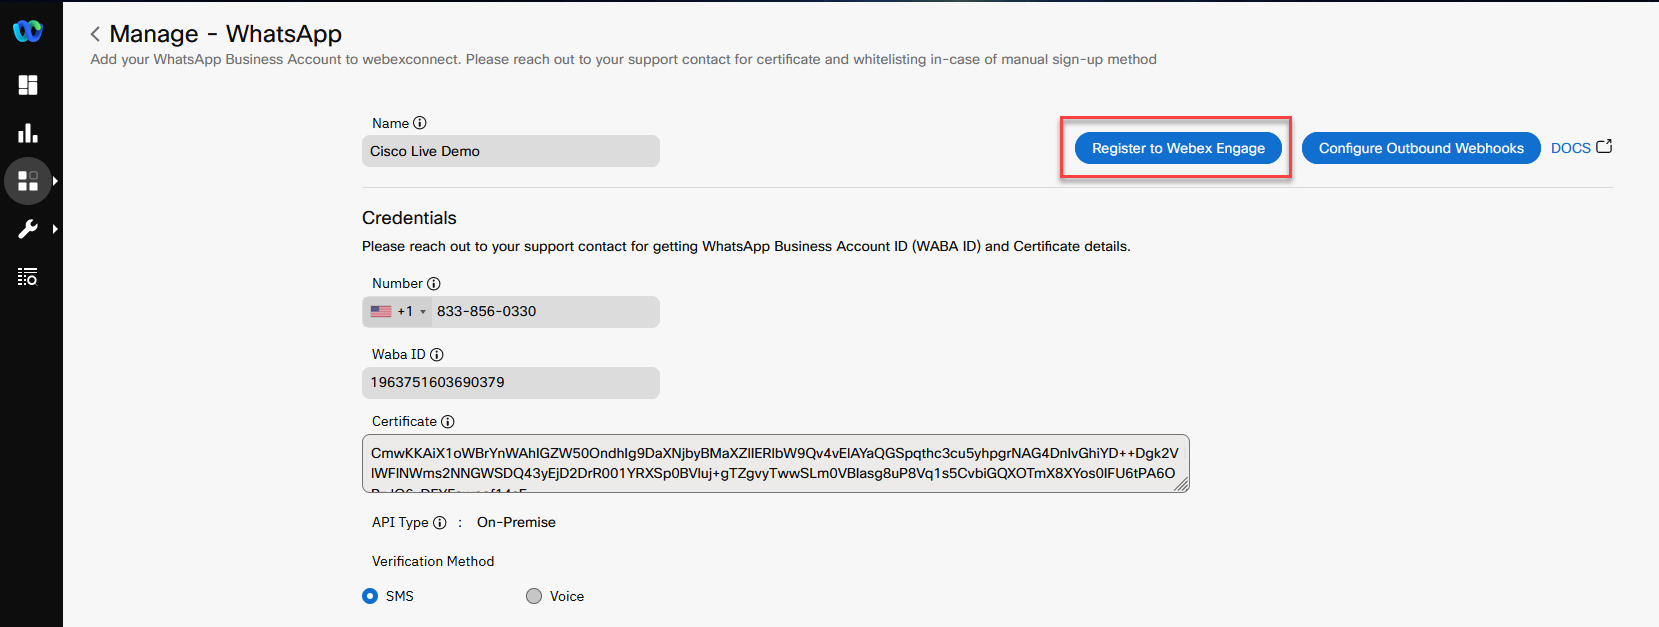 Manage - WhatsApp
Add your WhatsApp Business Account to webexconnect. Please reach out to your support contact for certificate and whitelisting in-case of manual sign-up method
Name
Cisco Live Demo
Register to Webex Engage
Configure Outbound Webhooks
DOCS
Credentials
Please reach out to your support contact for getting WhatsApp Business Account ID (WABA ID) and Certificate details.
Number
+1 833-856-0330
Waba ID
1963751603690379
Certificate
CmwKKAiX1oWBrYnWAhIGZW50OndhIg9DaXNjbyBMaXZlIERlbW9Qv4vElAYaQGSpqthc3cu5yhpgrNAG4DnlvGhiYD++Dgk2V
lWFlNWms2NNGWSDQ43yEjD2DrR001YRXSp0BVluj+gTZgvyTwwSLm0VBlasg8uP8Vq1s5CvbiGQXOTmX8XYos0lFU6tPA6O
API Type : On-Premise
Verification Method
SMS
Voice